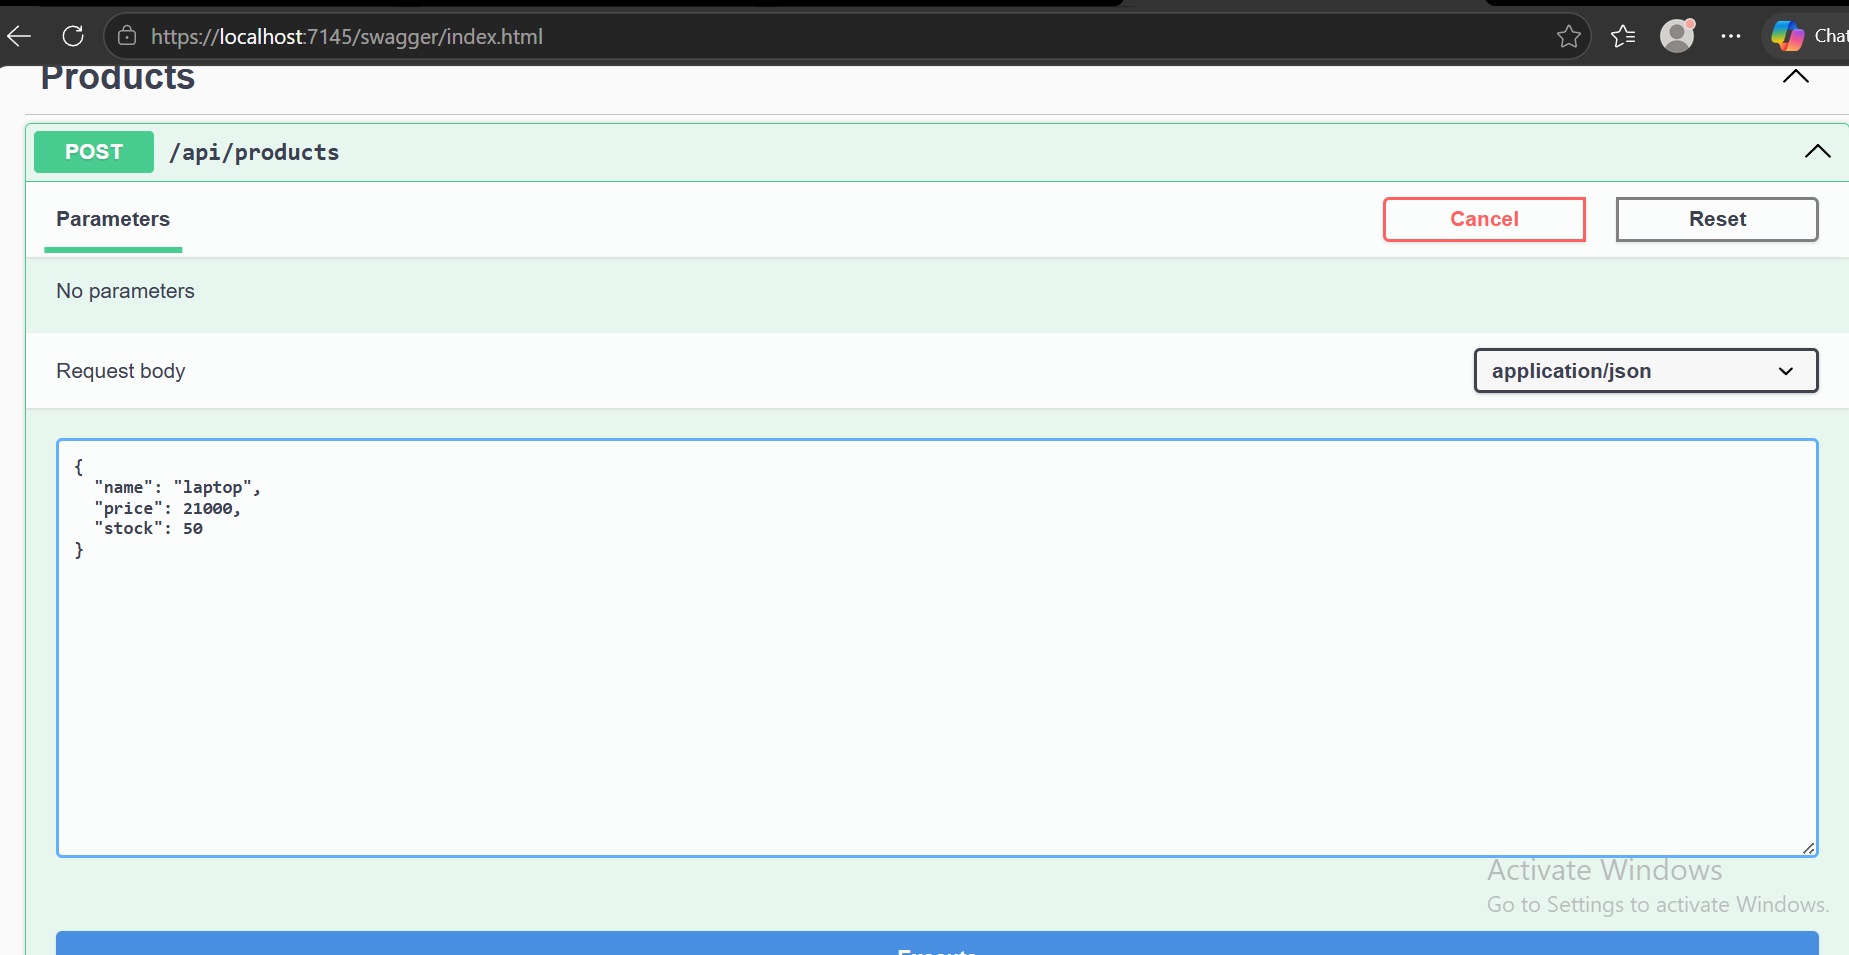 https://localhost:7145/swagger/index.html
Chat
Products
POST /api/products
Parameters
Cancel
Reset
No parameters
Request body
application/json
{
"name": "laptop",
"price": 21000,
"stock": 50
}
Activate Windows
Go to Settings to activate Windows.
Execute